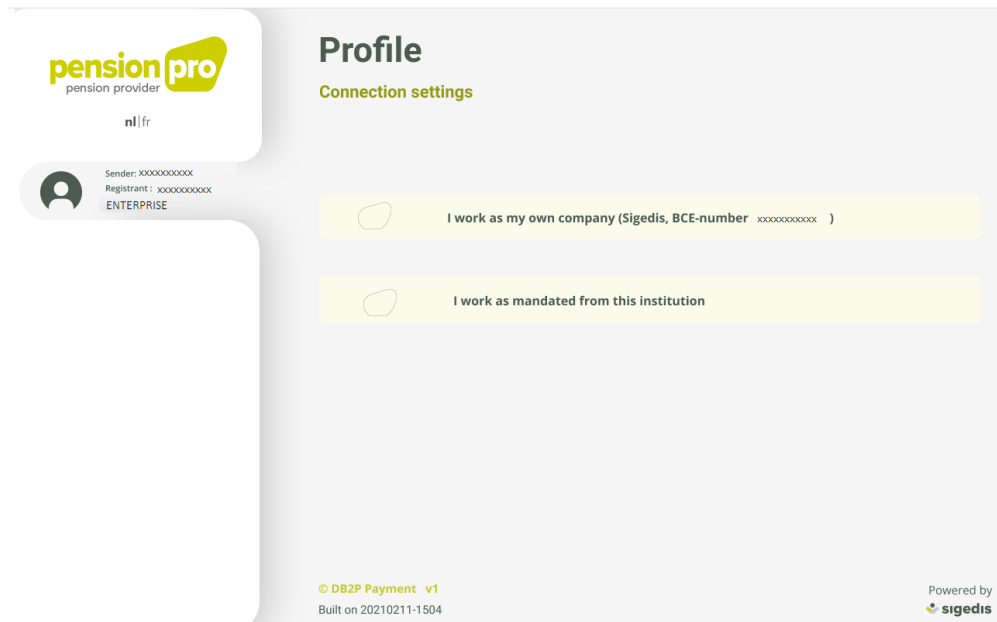 pension pro
pension provider
nl|fr
Sender: xxxxxxxxxx
Registrant : xxxxxxxxxx
ENTERPRISE
Profile
Connection settings
I work as my own company (Sigedis, BCE-number xxxxxxxxxxx )
I work as mandated from this institution
© DB2P Payment v1
Built on 20210211-1504
Powered by
sigedis